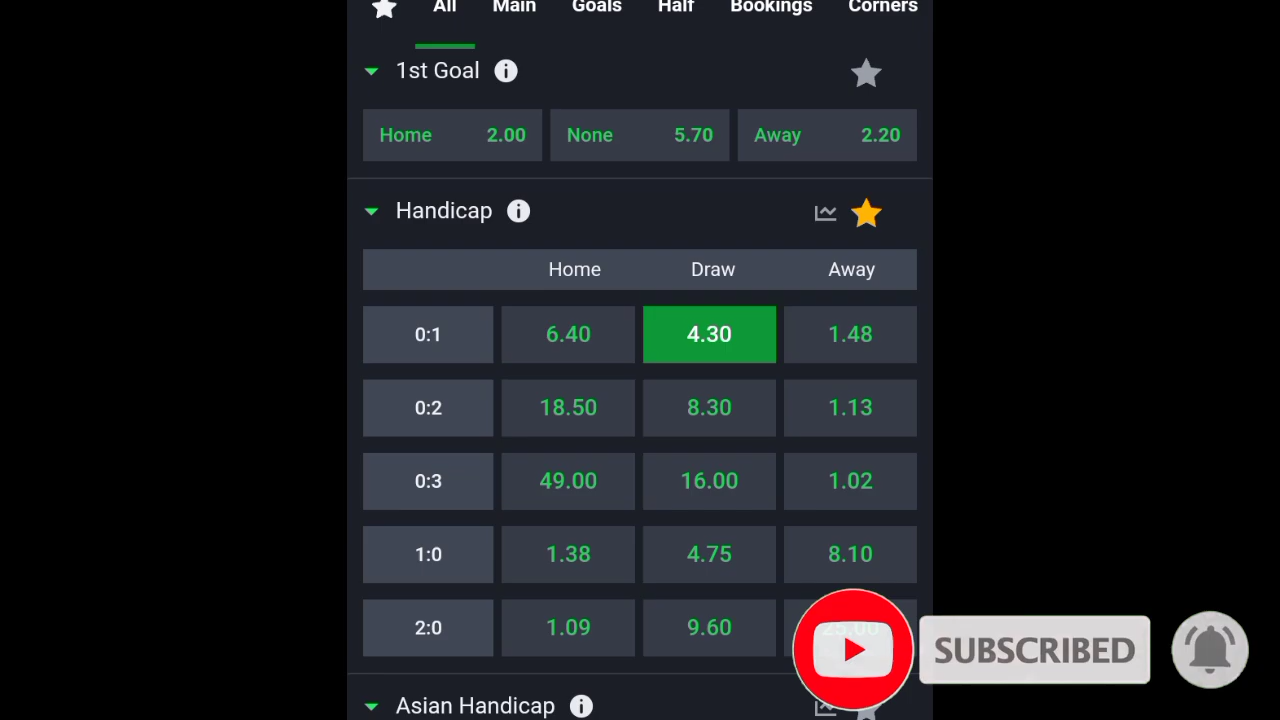 All Main Goals Half Bookings Corners
1st Goal
Home 2.00 None 5.70 Away 2.20
Handicap
Home Draw Away
0:1 6.40 4.30 1.48
0:2 18.50 8.30 1.13
0:3 49.00 16.00 1.02
1:0 1.38 4.75 8.10
2:0 1.09 9.60
SUBSCRIBED
Asian Handicap